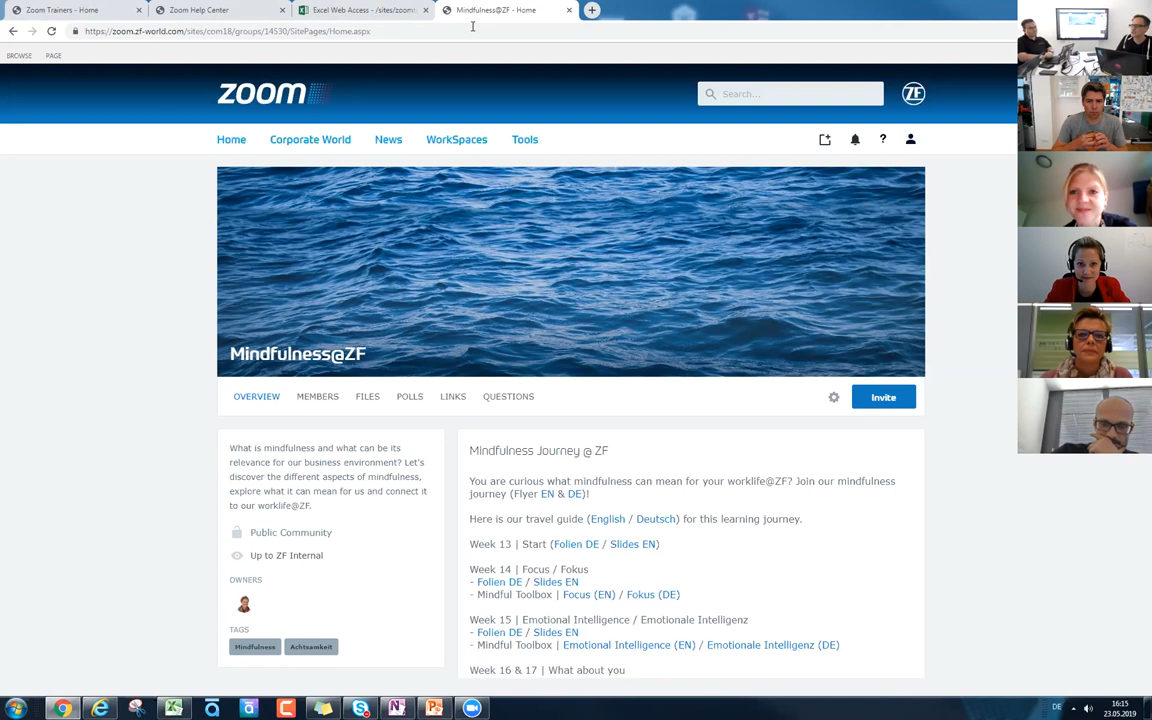 Zoom Trainers - Home
Zoom Help Center
Excel Web Access - /sites/zoom
Mindfulness@ZF - Home
https://zoom.zf-world.com/sites/com18/groups/14530/SitePages/Home.aspx
BROWSE PAGE
zoom
Search...
ZF
Home Corporate World News WorkSpaces Tools
?
Mindfulness@ZF
OVERVIEW MEMBERS FILES POLLS LINKS QUESTIONS
Invite
What is mindfulness and what can be its
relevance for our business environment? Let's
discover the different aspects of mindfulness,
explore what it can mean for us and connect it
to our worklife@ZF.
Public Community
Up to ZF Internal
OWNERS
TAGS
Mindfulness Achtsamkeit
Mindfulness Journey @ ZF
You are curious what mindfulness can mean for your worklife@ZF? Join our mindfulness
journey (Flyer EN & DE)!
Here is our travel guide (English / Deutsch) for this learning journey.
Week 13 | Start (Folien DE / Slides EN)
Week 14 | Focus / Fokus
- Folien DE / Slides EN
- Mindful Toolbox | Focus (EN) / Fokus (DE)
Week 15 | Emotional Intelligence / Emotionale Intelligenz
- Folien DE / Slides EN
- Mindful Toolbox | Emotional Intelligence (EN) / Emotionale Intelligenz (DE)
Week 16 & 17 | What about you
DE
16:15
23.05.2019